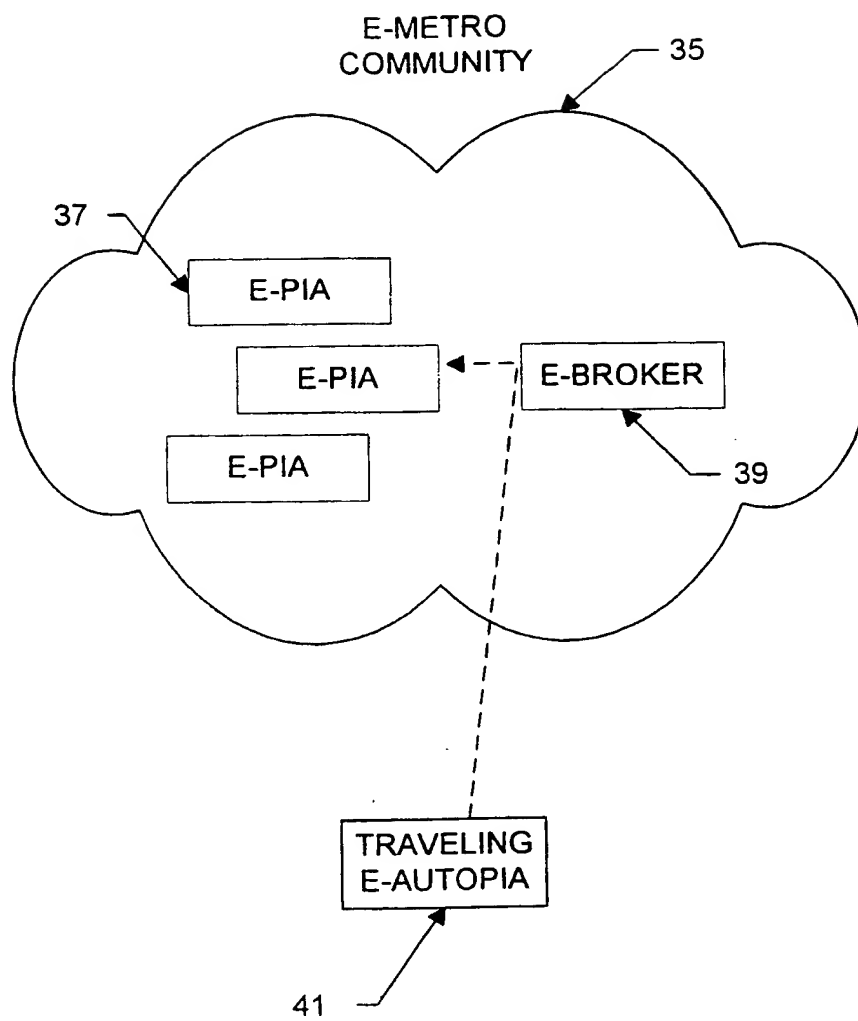 E-METRO
COMMUNITY
35
37
E-PIA
E-PIA
E-BROKER
E-PIA
39
TRAVELING
E-AUTOPIA
41